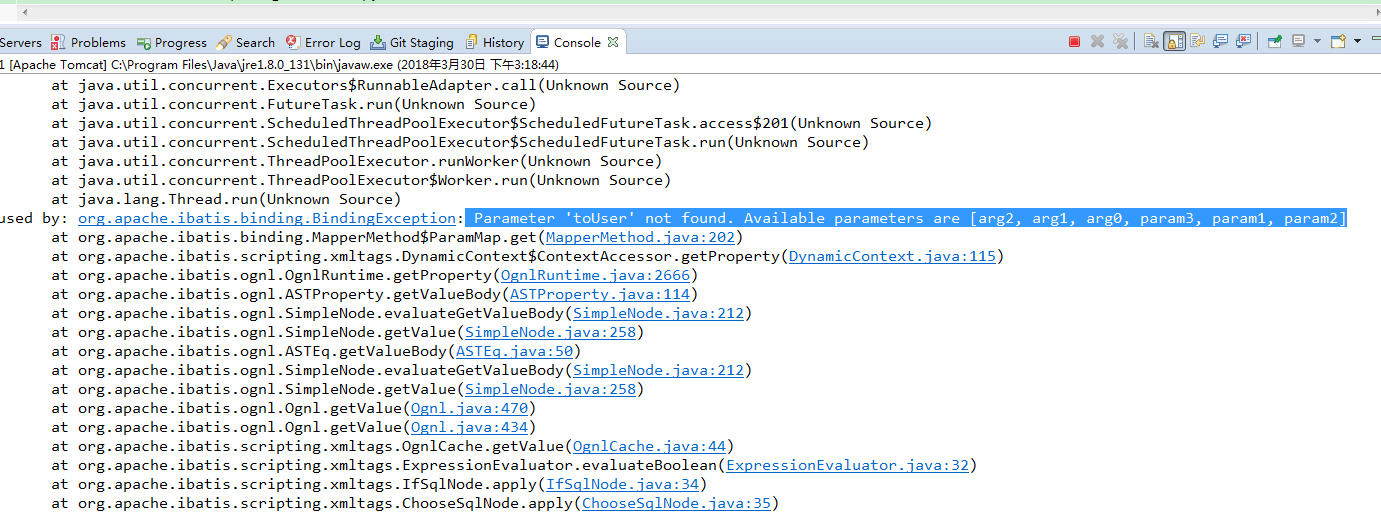 Servers Problems Progress Search Error Log Git Staging History Console
1 [Apache Tomcat] C:\Program Files\Java\jre1.8.0_131\bin\javaw.exe (2018年3月30日 下午3:18:44)
at java.util.concurrent.Executors$RunnableAdapter.call(Unknown Source)
at java.util.concurrent.FutureTask.run(Unknown Source)
at java.util.concurrent.ScheduledThreadPoolExecutor$ScheduledFutureTask.access$201(Unknown Source)
at java.util.concurrent.ScheduledThreadPoolExecutor$ScheduledFutureTask.run(Unknown Source)
at java.util.concurrent.ThreadPoolExecutor.runWorker(Unknown Source)
at java.util.concurrent.ThreadPoolExecutor$Worker.run(Unknown Source)
at java.lang.Thread.run(Unknown Source)
used by: org.apache.ibatis.binding.BindingException: Parameter 'toUser' not found. Available parameters are [arg2, arg1, arg0, param3, param1, param2]
at org.apache.ibatis.binding.MapperMethod$ParamMap.get(MapperMethod.java:202)
at org.apache.ibatis.scripting.xmltags.DynamicContext$ContextAccessor.getProperty(DynamicContext.java:115)
at org.apache.ibatis.ognl.OgnlRuntime.getProperty(OgnlRuntime.java:2666)
at org.apache.ibatis.ognl.ASTProperty.getValueBody(ASTProperty.java:114)
at org.apache.ibatis.ognl.SimpleNode.evaluateGetValueBody(SimpleNode.java:212)
at org.apache.ibatis.ognl.SimpleNode.getValue(SimpleNode.java:258)
at org.apache.ibatis.ognl.ASTEq.getValueBody(ASTEq.java:50)
at org.apache.ibatis.ognl.SimpleNode.evaluateGetValueBody(SimpleNode.java:212)
at org.apache.ibatis.ognl.SimpleNode.getValue(SimpleNode.java:258)
at org.apache.ibatis.ognl.Ognl.getValue(Ognl.java:470)
at org.apache.ibatis.ognl.Ognl.getValue(Ognl.java:434)
at org.apache.ibatis.scripting.xmltags.OgnlCache.getValue(OgnlCache.java:44)
at org.apache.ibatis.scripting.xmltags.ExpressionEvaluator.evaluateBoolean(ExpressionEvaluator.java:32)
at org.apache.ibatis.scripting.xmltags.IfSqlNode.apply(IfSqlNode.java:34)
at org.apache.ibatis.scripting.xmltags.ChooseSqlNode.apply(ChooseSqlNode.java:35)